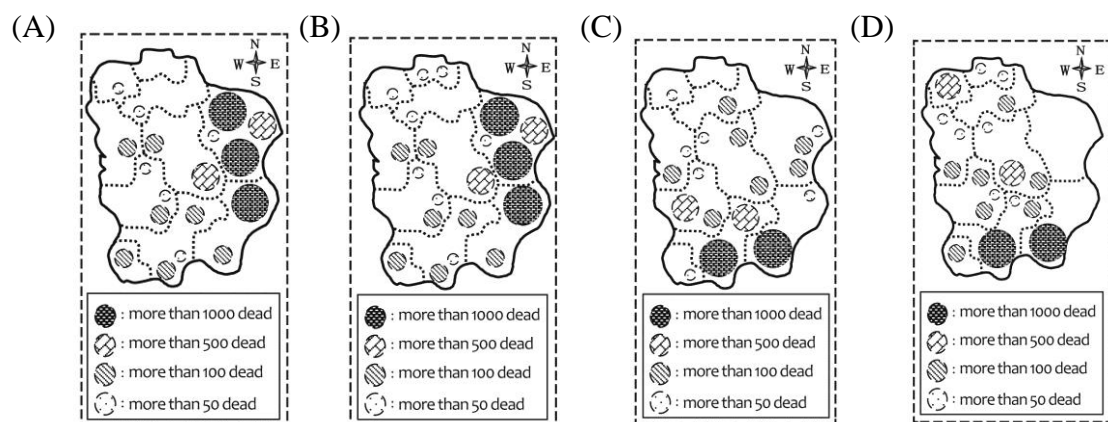 (A)
N
W E
S
: more than 1000 dead
: more than 500 dead
: more than 100 dead
: more than 50 dead
(B)
N
W E
S
: more than 1000 dead
: more than 500 dead
: more than 100 dead
: more than 50 dead
(C)
N
W E
S
: more than 1000 dead
: more than 500 dead
: more than 100 dead
: more than 50 dead
(D)
N
W E
S
: more than 1000 dead
: more than 500 dead
: more than 100 dead
: more than 50 dead